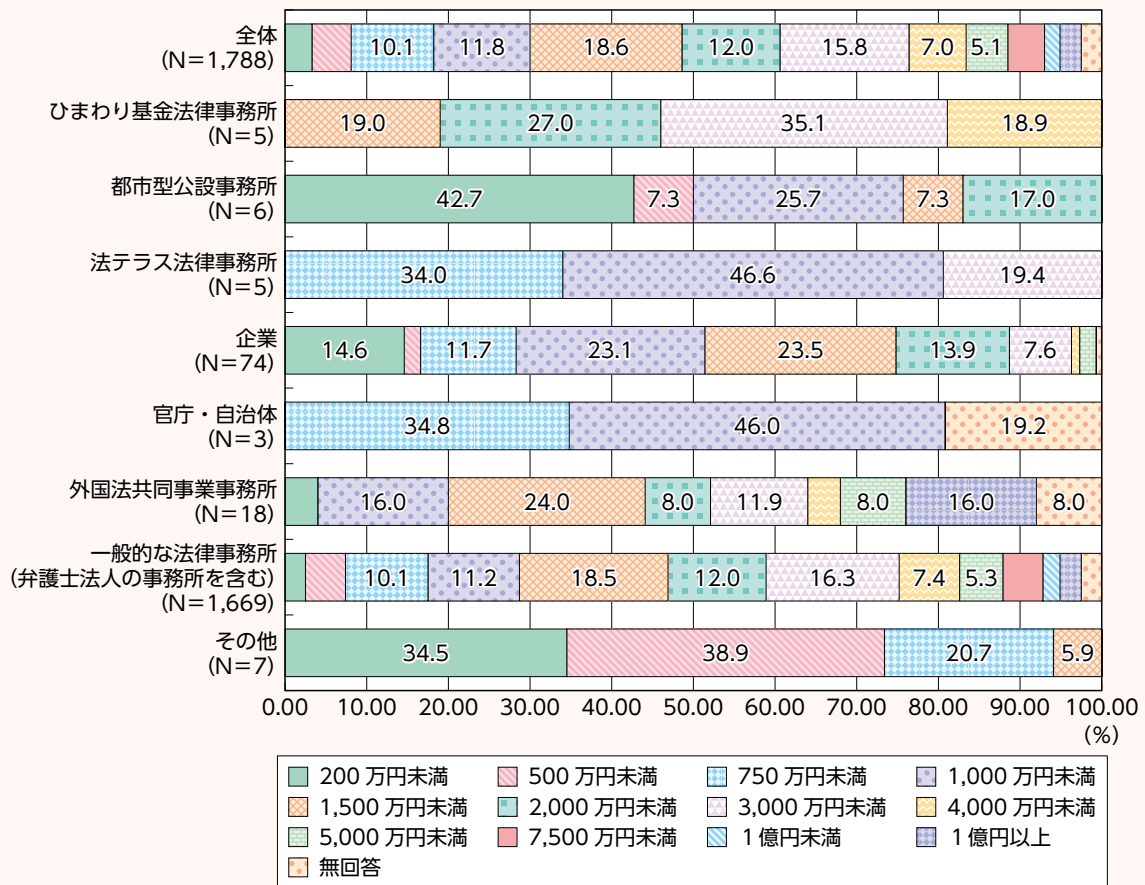 全体
(N=1,788)
10.1 11.8 18.6 12.0 15.8 7.0 5.1
ひまわり基金法律事務所
(N=5)
19.0 27.0 35.1 18.9
都市型公設事務所
(N=6)
42.7 7.3 25.7 7.3 17.0
法テラス法律事務所
(N=5)
34.0 46.6 19.4
企業
(N=74)
14.6 11.7 23.1 23.5 13.9 7.6
官庁・自治体
(N=3)
34.8 46.0 19.2
外国法共同事業事務所
(N=18)
16.0 24.0 8.0 11.9 8.0 16.0 8.0
一般的な法律事務所
(弁護士法人の事務所を含む)
(N=1,669)
10.1 11.2 18.5 12.0 16.3 7.4 5.3
その他
(N=7)
34.5 38.9 20.7 5.9
0.00 10.00 20.00 30.00 40.00 50.00 60.00 70.00 80.00 90.00 100.00
(%)
200 万円未満 500 万円未満 750 万円未満 1,000 万円未満
1,500 万円未満 2,000 万円未満 3,000 万円未満 4,000 万円未満
5,000 万円未満 7,500 万円未満 1 億円未満 1 億円以上
無回答